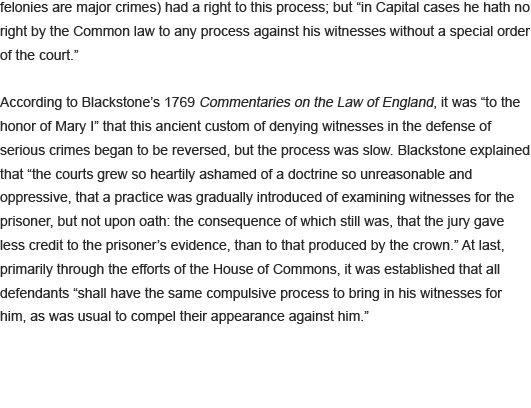 felonies are major crimes) had a right to this process; but “in Capital cases he hath no
right by the Common law to any process against his witnesses without a special order
of the court.”
According to Blackstone’s 1769 Commentaries on the Law of England, it was “to the
honor of Mary I” that this ancient custom of denying witnesses in the defense of
serious crimes began to be reversed, but the process was slow. Blackstone explained
that “the courts grew so heartily ashamed of a doctrine so unreasonable and
oppressive, that a practice was gradually introduced of examining witnesses for the
prisoner, but not upon oath: the consequence of which still was, that the jury gave
less credit to the prisoner’s evidence, than to that produced by the crown.” At last,
primarily through the efforts of the House of Commons, it was established that all
defendants “shall have the same compulsive process to bring in his witnesses for
him, as was usual to compel their appearance against him.”